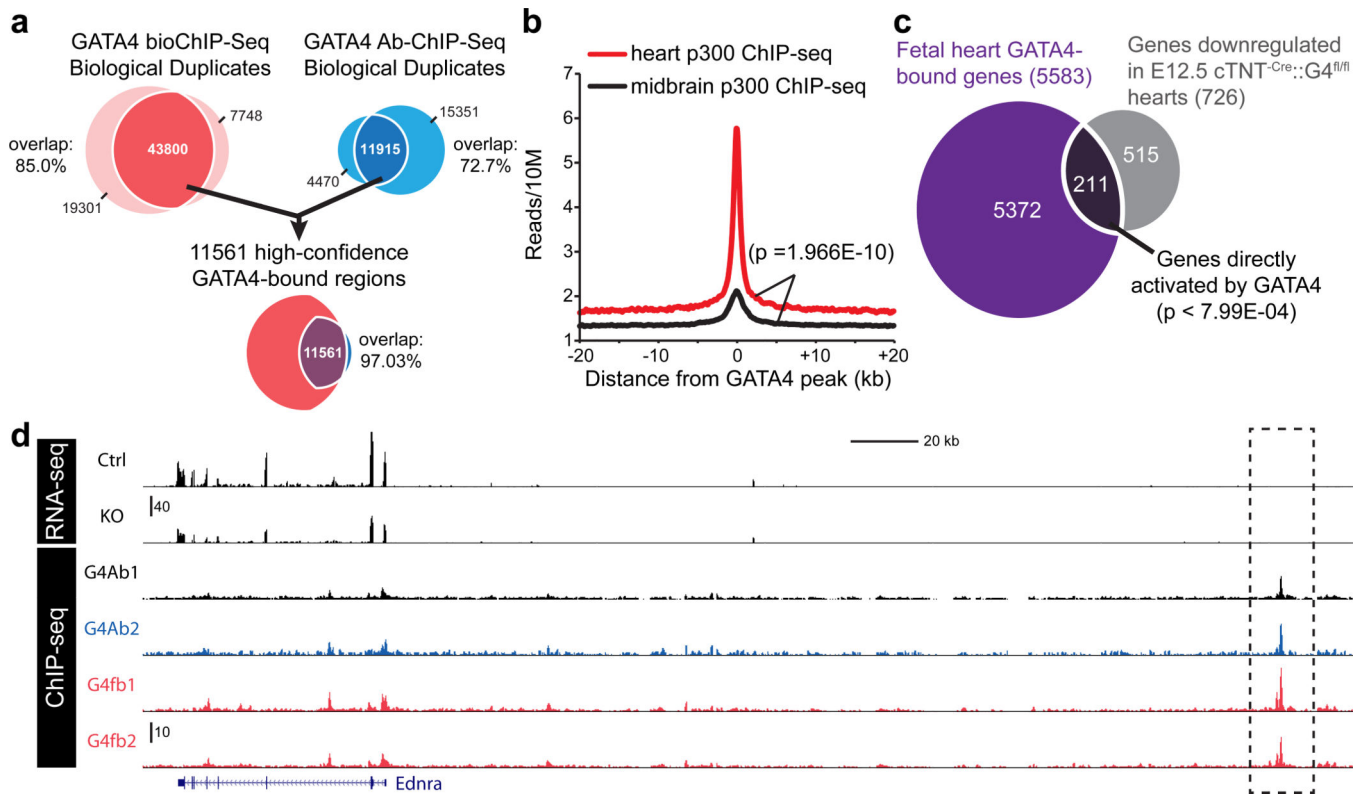 a
GATA4 bioChIP-Seq
Biological Duplicates
GATA4 Ab-ChIP-Seq
Biological Duplicates
7748
15351
overlap:
85.0%
43800
11915
overlap:
72.7%
19301
4470
11561 high-confidence
GATA4-bound regions
11561
overlap:
97.03%
b
heart p300 ChIP-seq
midbrain p300 ChIP-seq
Reads/10M
7
6
5
4
3
2
1
(p =1.966E-10)
-20
-10
0
+10
+20
Distance from GATA4 peak (kb)
c
Fetal heart GATA4-
bound genes (5583)
Genes downregulated
in E12.5 cTNT-Cre::G4fl/fl
hearts (726)
5372
211
515
Genes directly
activated by GATA4
(p < 7.99E-04)
d
RNA-seq
Ctrl
20 kb
KO
40
ChIP-seq
G4Ab1
G4Ab2
G4fb1
G4fb2
10
Ednra